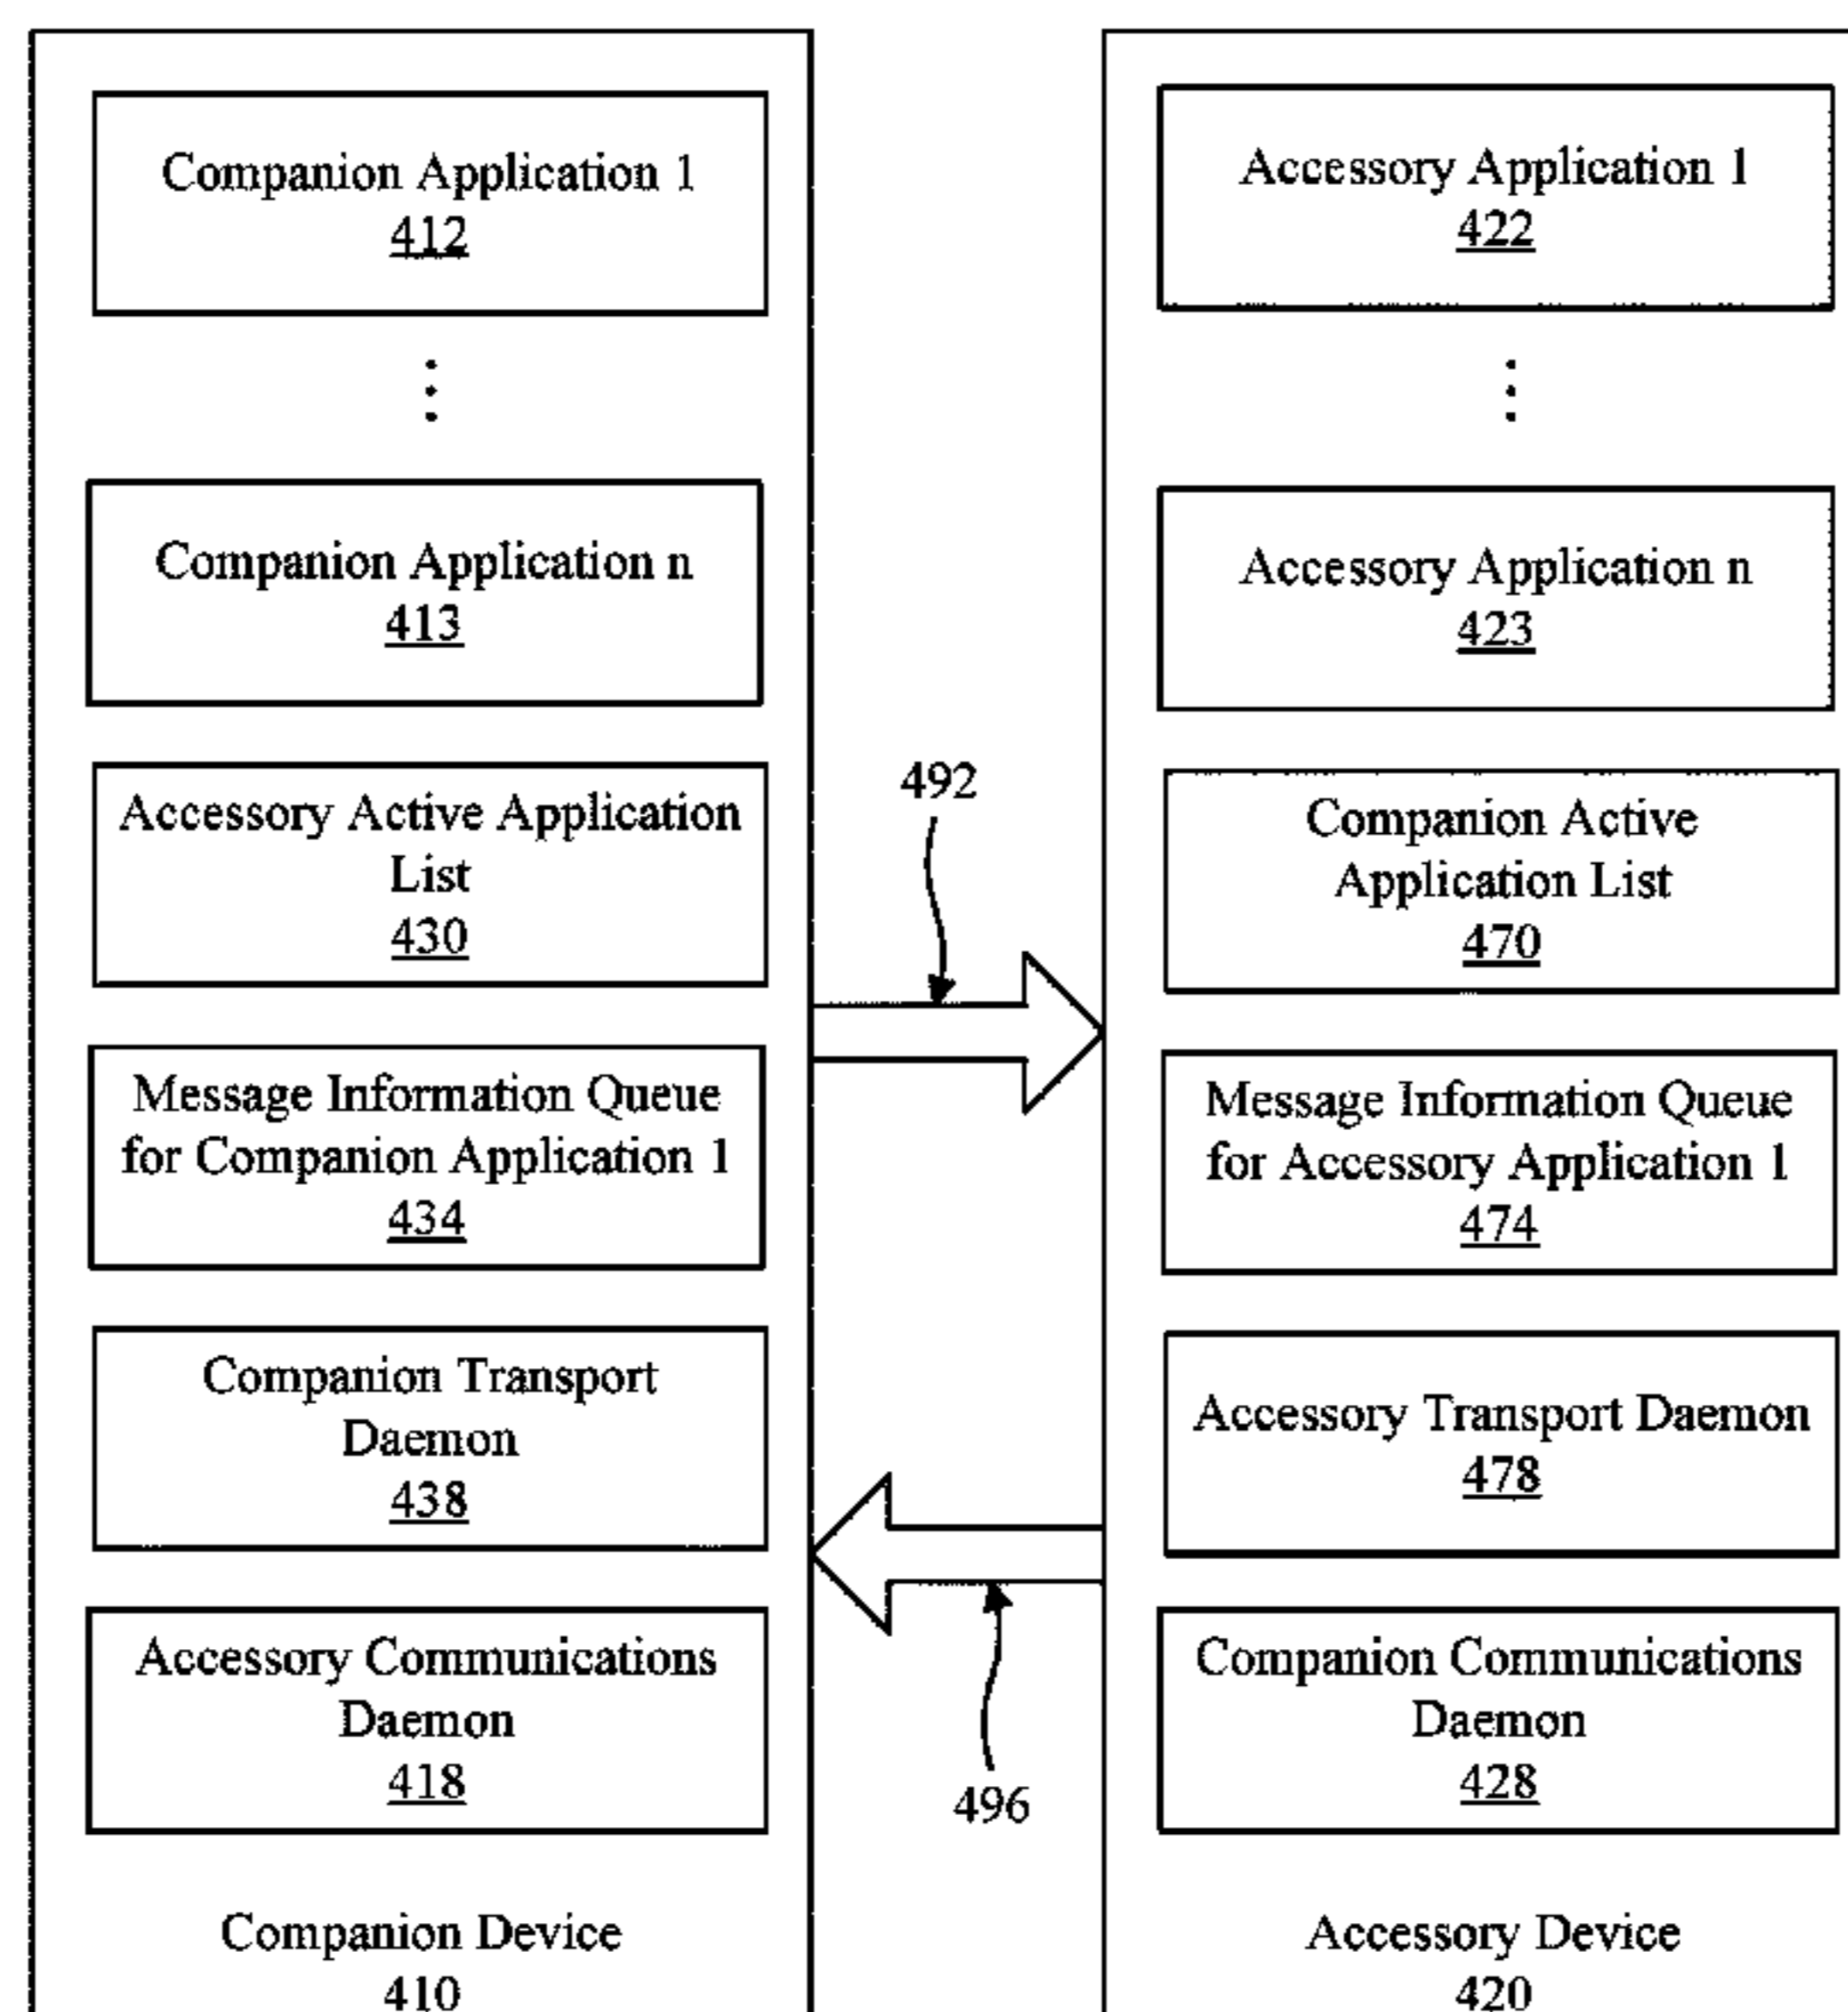 Companion Application 1
412
Companion Application n
413
Accessory Active Application
List
430
Message Information Queue
for Companion Application 1
434
Companion Transport
Daemon
438
Accessory Communications
Daemon
418
Companion Device
410
492
496
Accessory Application 1
422
Accessory Application n
423
Companion Active
Application List
470
Message Information Queue
for Accessory Application 1
474
Accessory Transport Daemon
478
Companion Communications
Daemon
428
Accessory Device
420